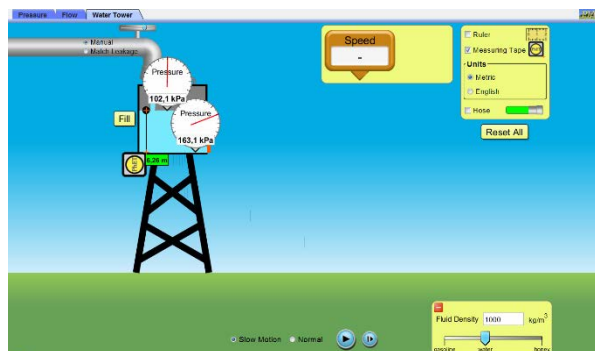 Pressure Flow Water Tower
Manual
Match Leakage
Pressure
102,1 kPa
Pressure
163,1 kPa
Fill
6,26 m
Speed
-
Ruler
Measuring Tape
Units
Metric
English
Hose
Reset All
Fluid Density 1000 kg/m³
gasoline water honey
Slow Motion Normal